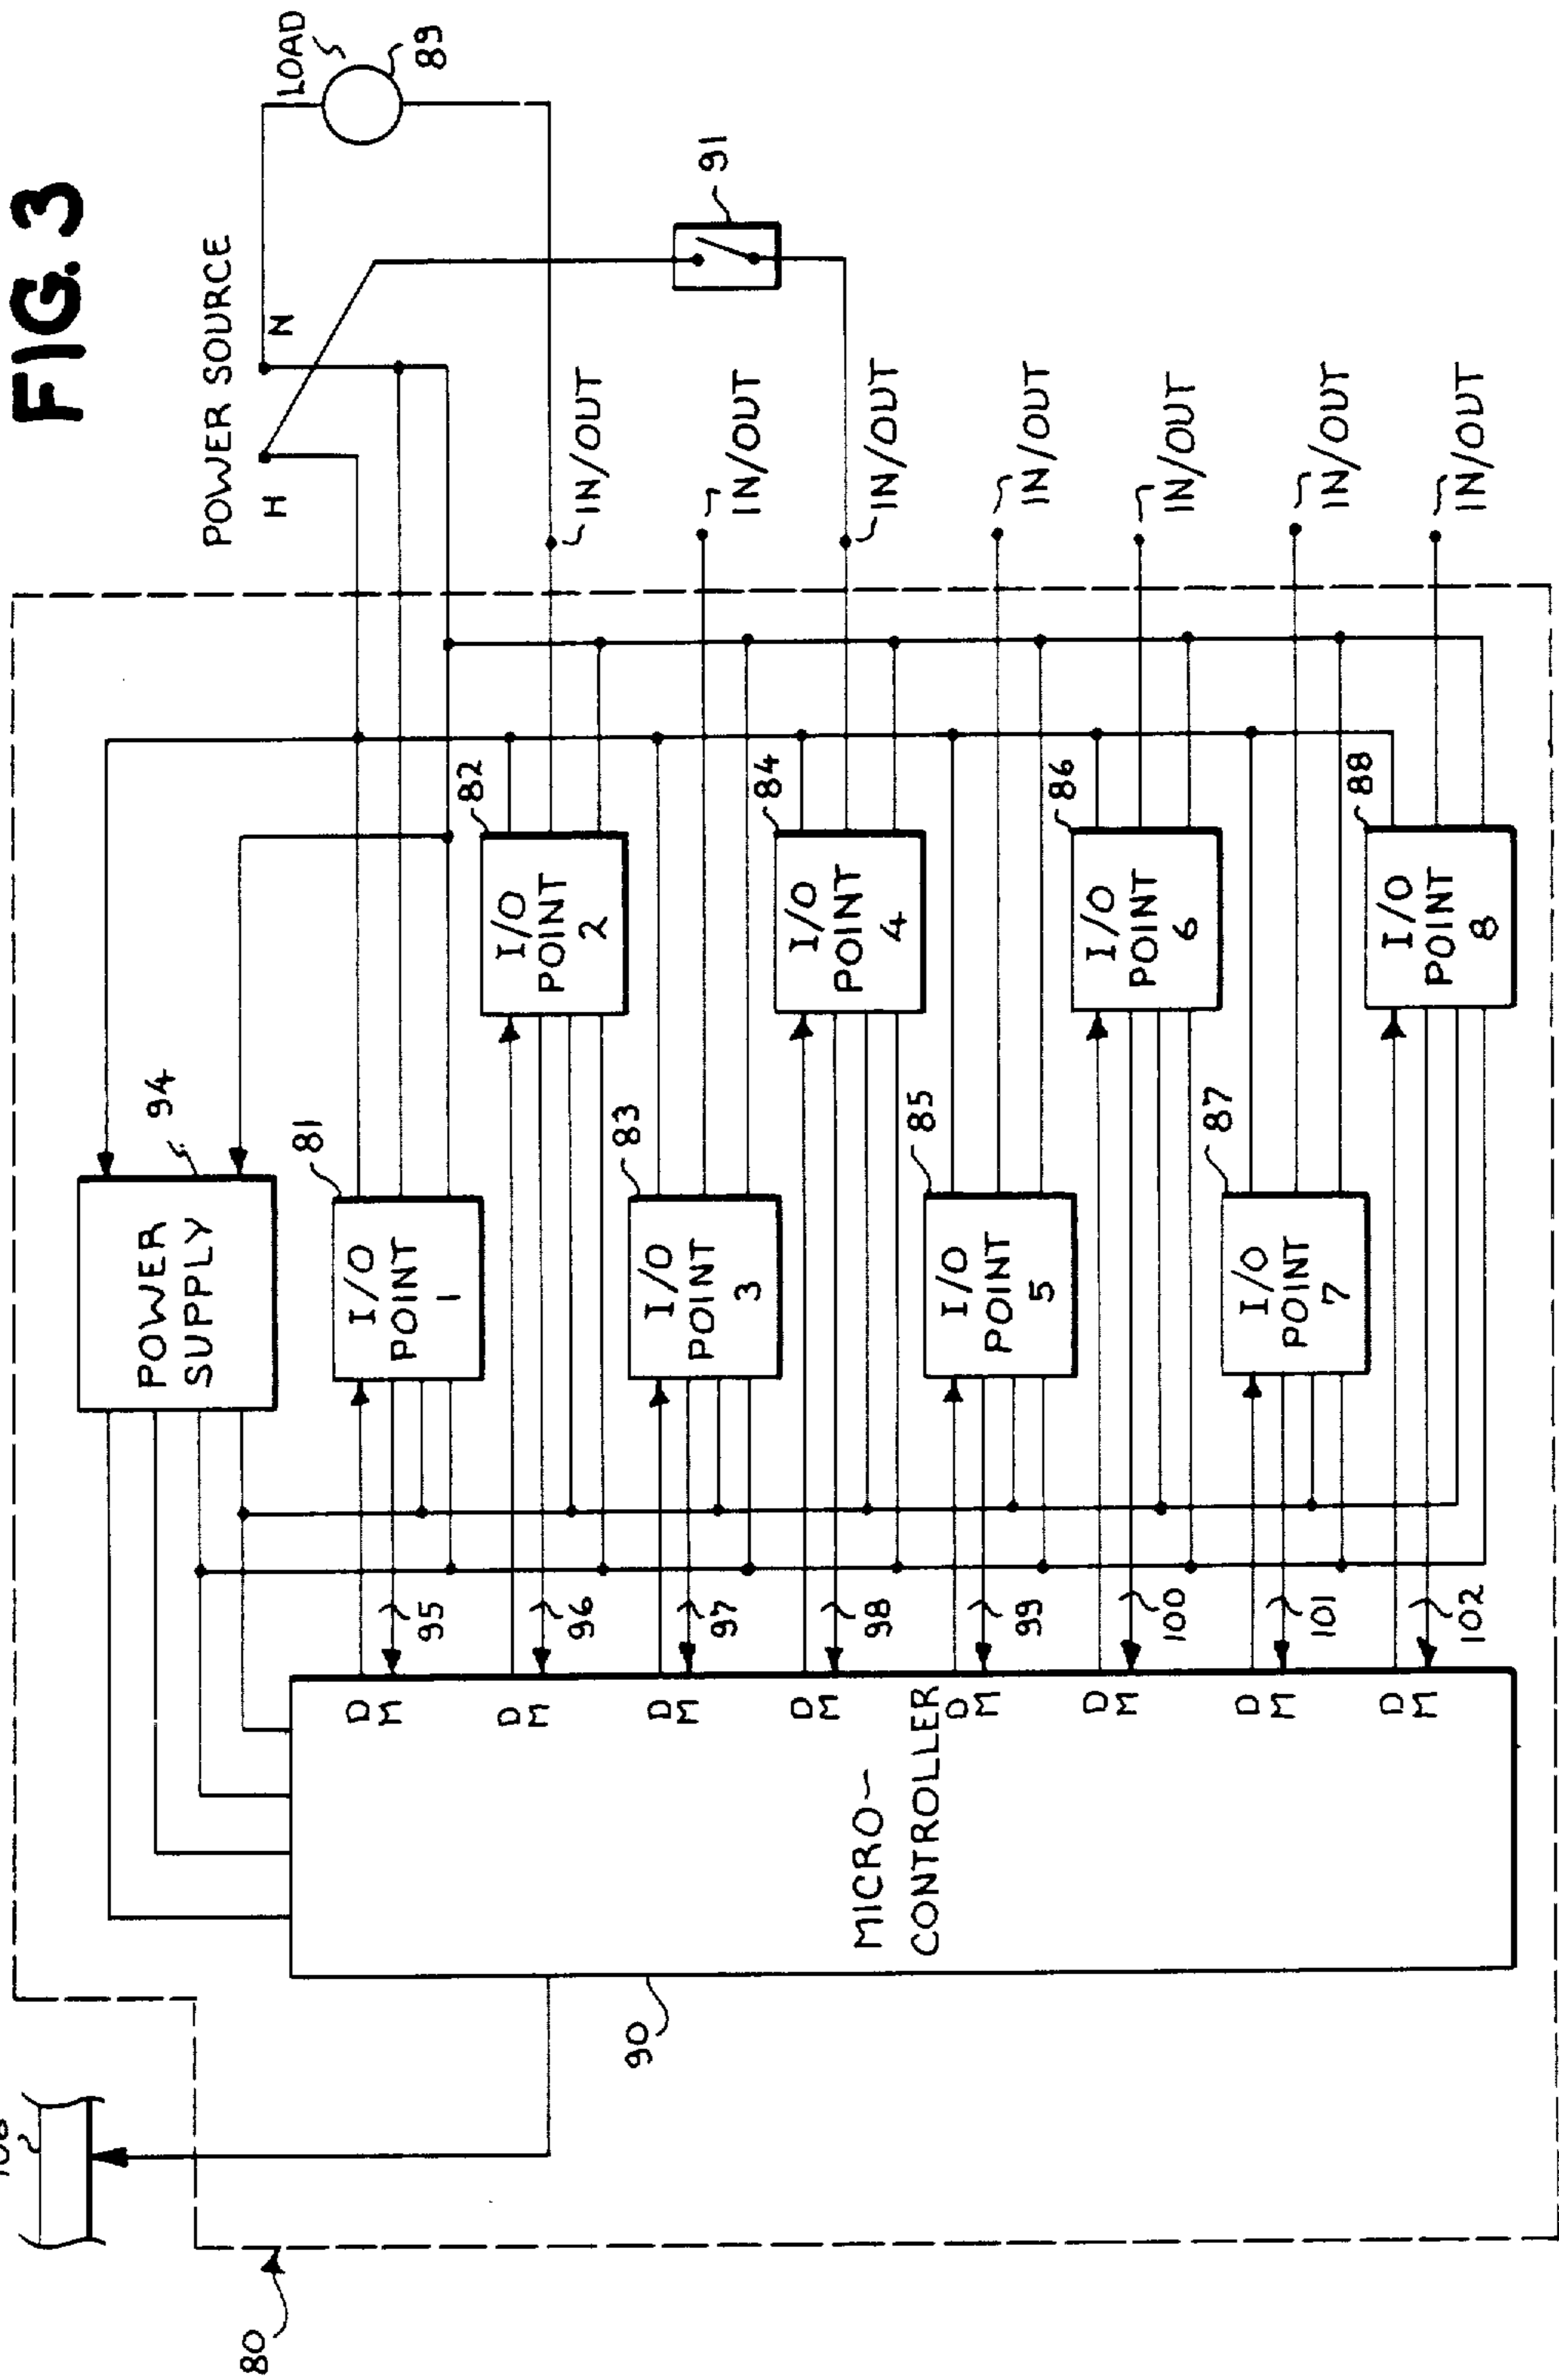 FIG. 3
POWER SOURCE
H
N
LOAD
89
91
IN/OUT
IN/OUT
IN/OUT
IN/OUT
IN/OUT
IN/OUT
IN/OUT
POWER
SUPPLY
94
81
I/O
POINT
1
82
I/O
POINT
2
83
I/O
POINT
3
84
I/O
POINT
4
85
I/O
POINT
5
86
I/O
POINT
6
87
I/O
POINT
7
88
I/O
POINT
8
95
96
97
98
99
100
101
102
D
M
D
M
D
M
D
M
D
M
D
M
D
M
D
M
MICRO-
CONTROLLER
90
80